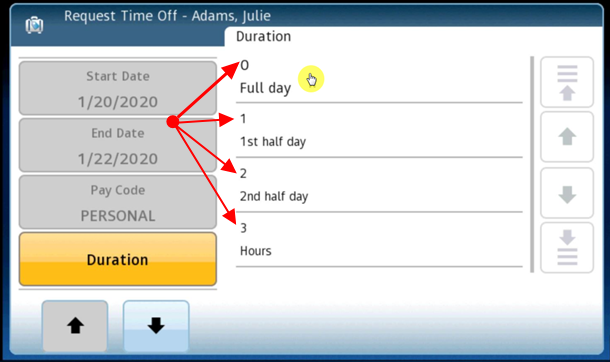 Request Time Off - Adams, Julie
Start Date
1/20/2020
End Date
1/22/2020
Pay Code
PERSONAL
Duration
Duration
0
Full day
1
1st half day
2
2nd half day
3
Hours